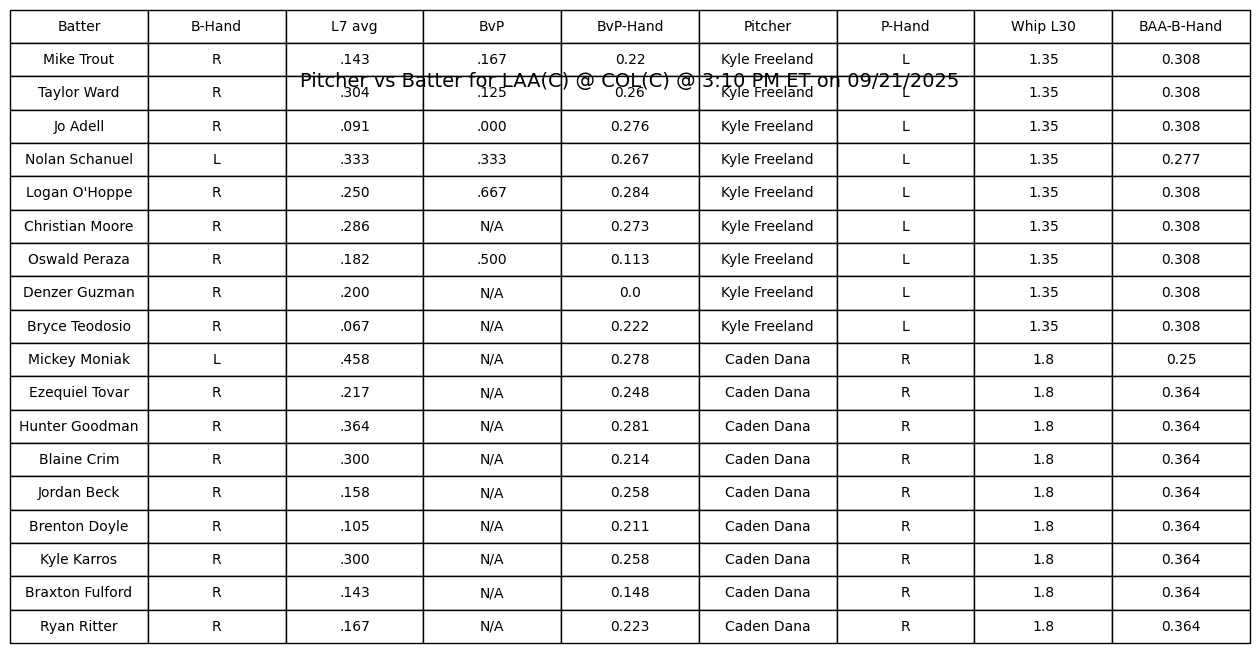 Batter B-Hand L7 avg BvP BvP-Hand Pitcher P-Hand Whip L30 BAA-B-Hand
Mike Trout R .143 .167 0.22 Kyle Freeland L 1.35 0.308
Pitcher vs Batter for LAA(C) @ COL(C) @ 3:10 PM ET on 09/21/2025
Taylor Ward R .304 .125 0.26 Kyle Freeland L 1.35 0.308
Jo Adell R .091 .000 0.276 Kyle Freeland L 1.35 0.308
Nolan Schanuel L .333 .333 0.267 Kyle Freeland L 1.35 0.277
Logan O'Hoppe R .250 .667 0.284 Kyle Freeland L 1.35 0.308
Christian Moore R .286 N/A 0.273 Kyle Freeland L 1.35 0.308
Oswald Peraza R .182 .500 0.113 Kyle Freeland L 1.35 0.308
Denzer Guzman R .200 N/A 0.0 Kyle Freeland L 1.35 0.308
Bryce Teodosio R .067 N/A 0.222 Kyle Freeland L 1.35 0.308
Mickey Moniak L .458 N/A 0.278 Caden Dana R 1.8 0.25
Ezequiel Tovar R .217 N/A 0.248 Caden Dana R 1.8 0.364
Hunter Goodman R .364 N/A 0.281 Caden Dana R 1.8 0.364
Blaine Crim R .300 N/A 0.214 Caden Dana R 1.8 0.364
Jordan Beck R .158 N/A 0.258 Caden Dana R 1.8 0.364
Brenton Doyle R .105 N/A 0.211 Caden Dana R 1.8 0.364
Kyle Karros R .300 N/A 0.258 Caden Dana R 1.8 0.364
Braxton Fulford R .143 N/A 0.148 Caden Dana R 1.8 0.364
Ryan Ritter R .167 N/A 0.223 Caden Dana R 1.8 0.364